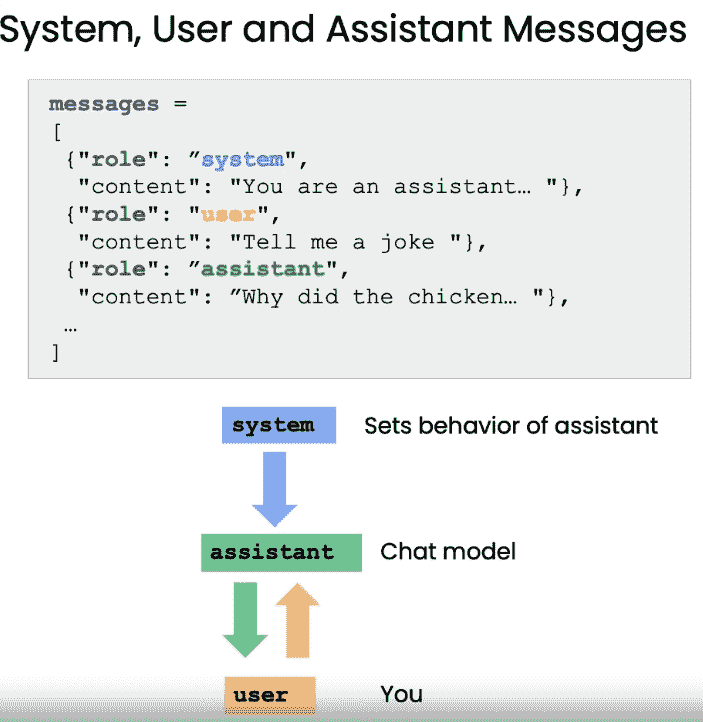 System, User and Assistant Messages
messages =
[
{"role": ”system",
"content": "You are an assistant… "},
{"role": "user",
"content": "Tell me a joke "},
{"role": ”assistant",
"content": ”Why did the chicken… "},
…
]
system Sets behavior of assistant
assistant Chat model
user You